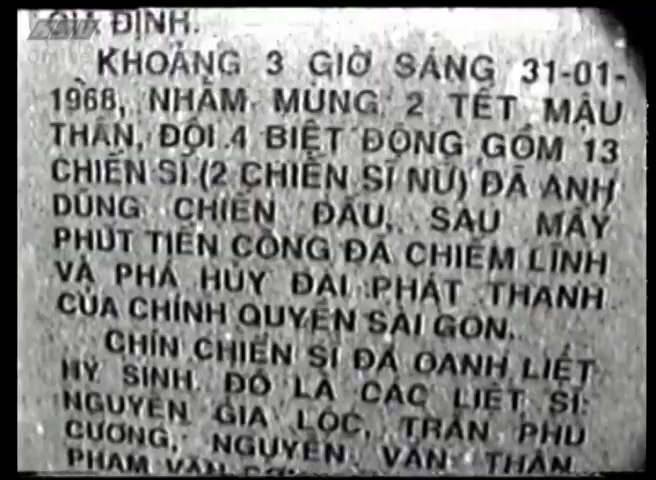 GIA ĐỊNH.
KHOẢNG 3 GIỜ SÁNG 31-01-
1968, NHẰM MÙNG 2 TẾT MẬU
THÂN, ĐỘI 4 BIỆT ĐỘNG GỒM 13
CHIẾN SĨ (2 CHIẾN SĨ NỮ) ĐÃ ANH
DŨNG CHIẾN ĐẤU, SAU MẤY
PHÚT TIẾN CÔNG ĐÃ CHIẾM LĨNH
VÀ PHÁ HỦY ĐÀI PHÁT THANH
CỦA CHÍNH QUYỀN SÀI GÒN.
CHÍN CHIẾN SĨ ĐÃ OANH LIỆT
HY SINH. ĐÓ LÀ CÁC LIỆT SĨ:
NGUYỄN GIA LỘC, TRẦN PHÚ
CƯƠNG, NGUYỄN VĂN THÂN,
PHẠM VĂN